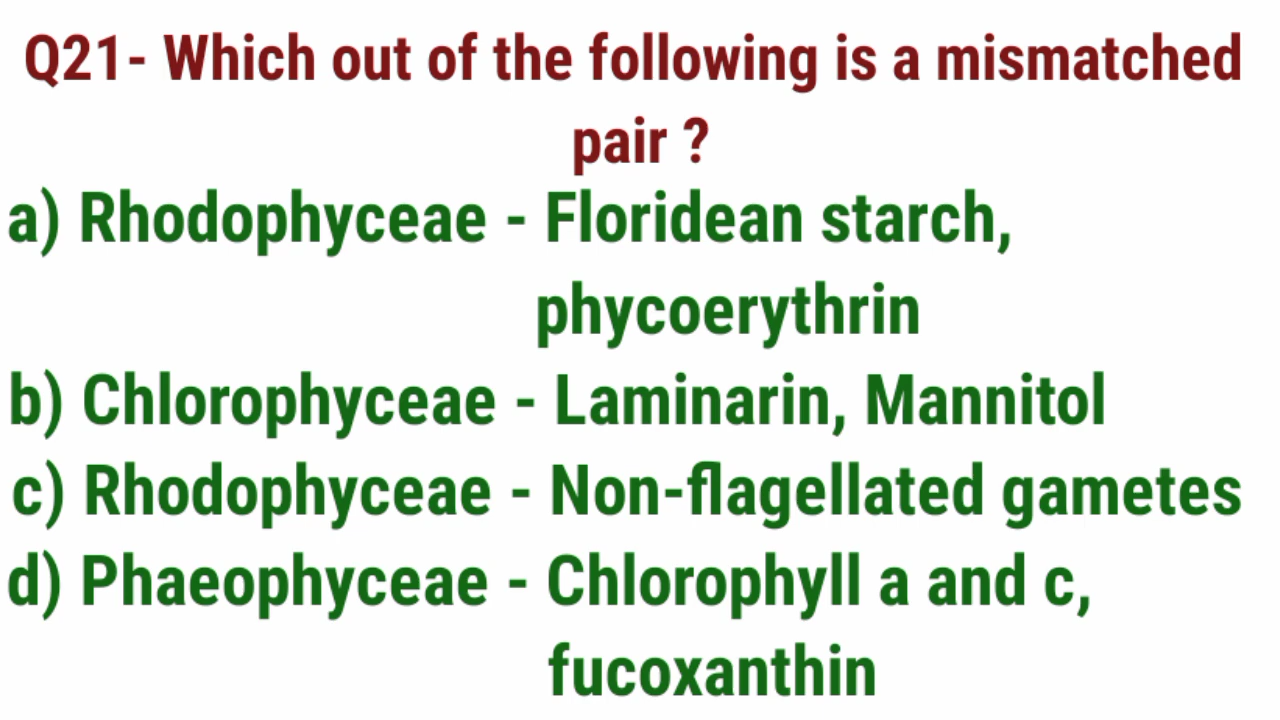 Q21- Which out of the following is a mismatched
pair ?
a) Rhodophyceae - Floridean starch,
phycoerythrin
b) Chlorophyceae - Laminarin, Mannitol
c) Rhodophyceae - Non-flagellated gametes
d) Phaeophyceae - Chlorophyll a and c,
fucoxanthin